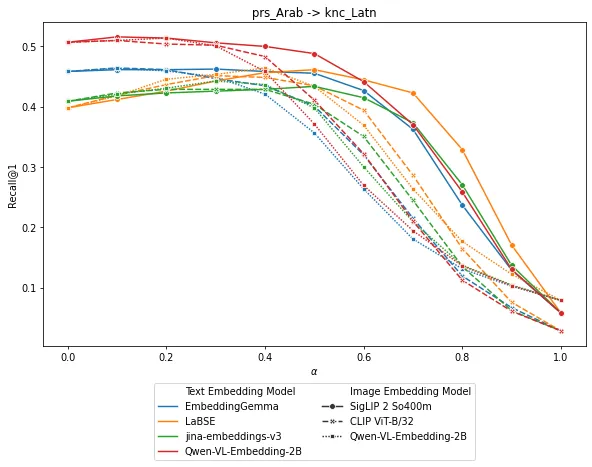 prs_Arab -> knc_Latn
Recall@1
0.5
0.4
0.3
0.2
0.1
0.0
0.2
0.4
0.6
0.8
1.0
α
Text Embedding Model
EmbeddingGemma
LaBSE
jina-embeddings-v3
Qwen-VL-Embedding-2B
Image Embedding Model
SigLIP 2 So400m
CLIP ViT-B/32
Qwen-VL-Embedding-2B